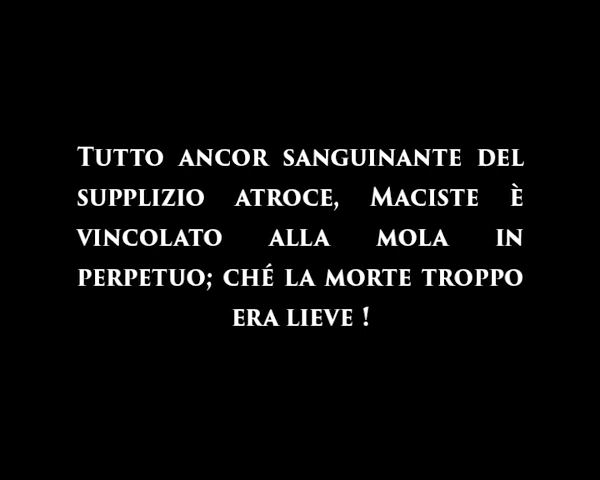 Tutto ancor sanguinante del
supplizio atroce, Maciste è
vincolato alla mola in
perpetuo; ché la morte troppo
era lieve !